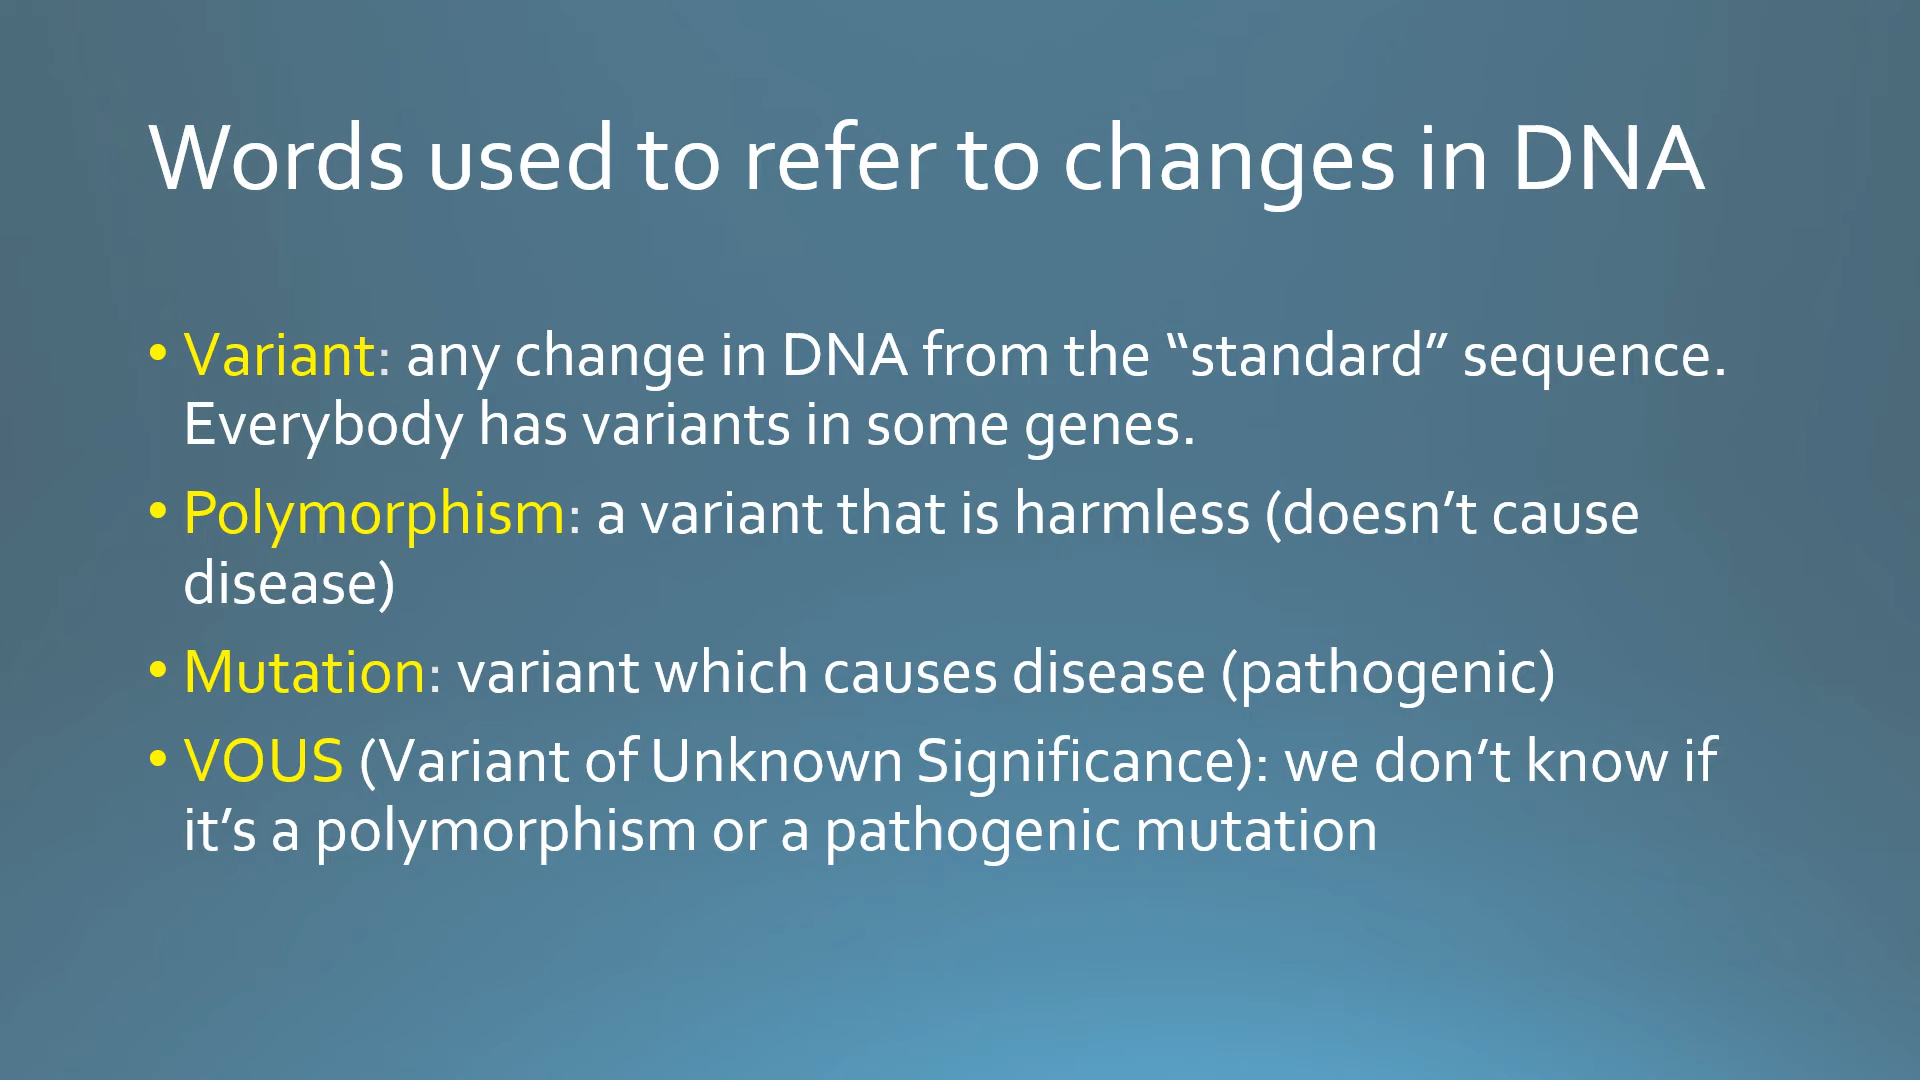 Words used to refer to changes in DNA
• Variant: any change in DNA from the “standard” sequence.
Everybody has variants in some genes.
• Polymorphism: a variant that is harmless (doesn’t cause
disease)
• Mutation: variant which causes disease (pathogenic)
• VOUS (Variant of Unknown Significance): we don’t know if
it’s a polymorphism or a pathogenic mutation